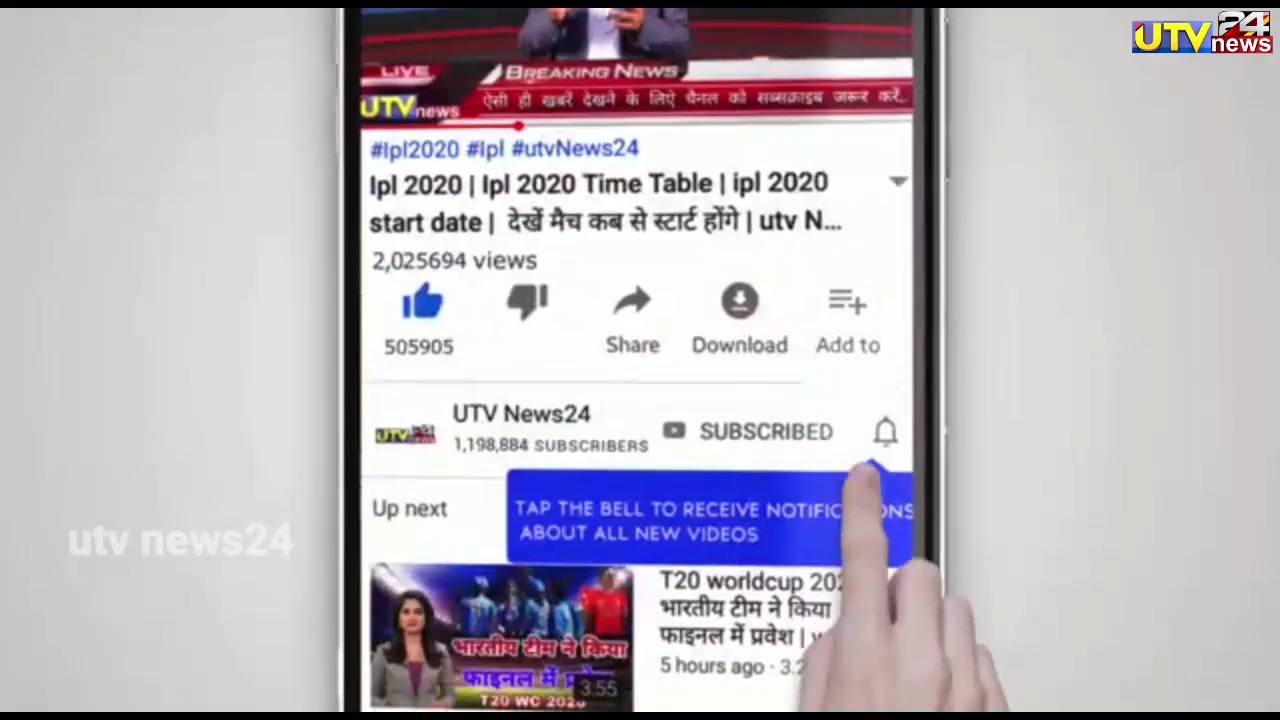 UTV 24 news
LIVE
BREAKING NEWS
UTV news
ऐसी ही खबरें देखने के लिए चैनल को सब्सक्राइब जरूर करें..
#Ipl2020 #Ipl #utvNews24
Ipl 2020 | Ipl 2020 Time Table | ipl 2020
start date | देखें मैच कब से स्टार्ट होंगे | utv N...
2,025694 views
505905
Share
Download
Add to
UTV News24
1,198,884 SUBSCRIBERS
SUBSCRIBED
Up next
TAP THE BELL TO RECEIVE
ABOUT ALL NEW VIDEOS
utv news24
T20 worldcup
भारतीय टीम ने किया
फाइनल में प्रवेश |
5 hours ago
भारतीय टीम ने किया
फाइनल में
T20 WC 2020
3:55